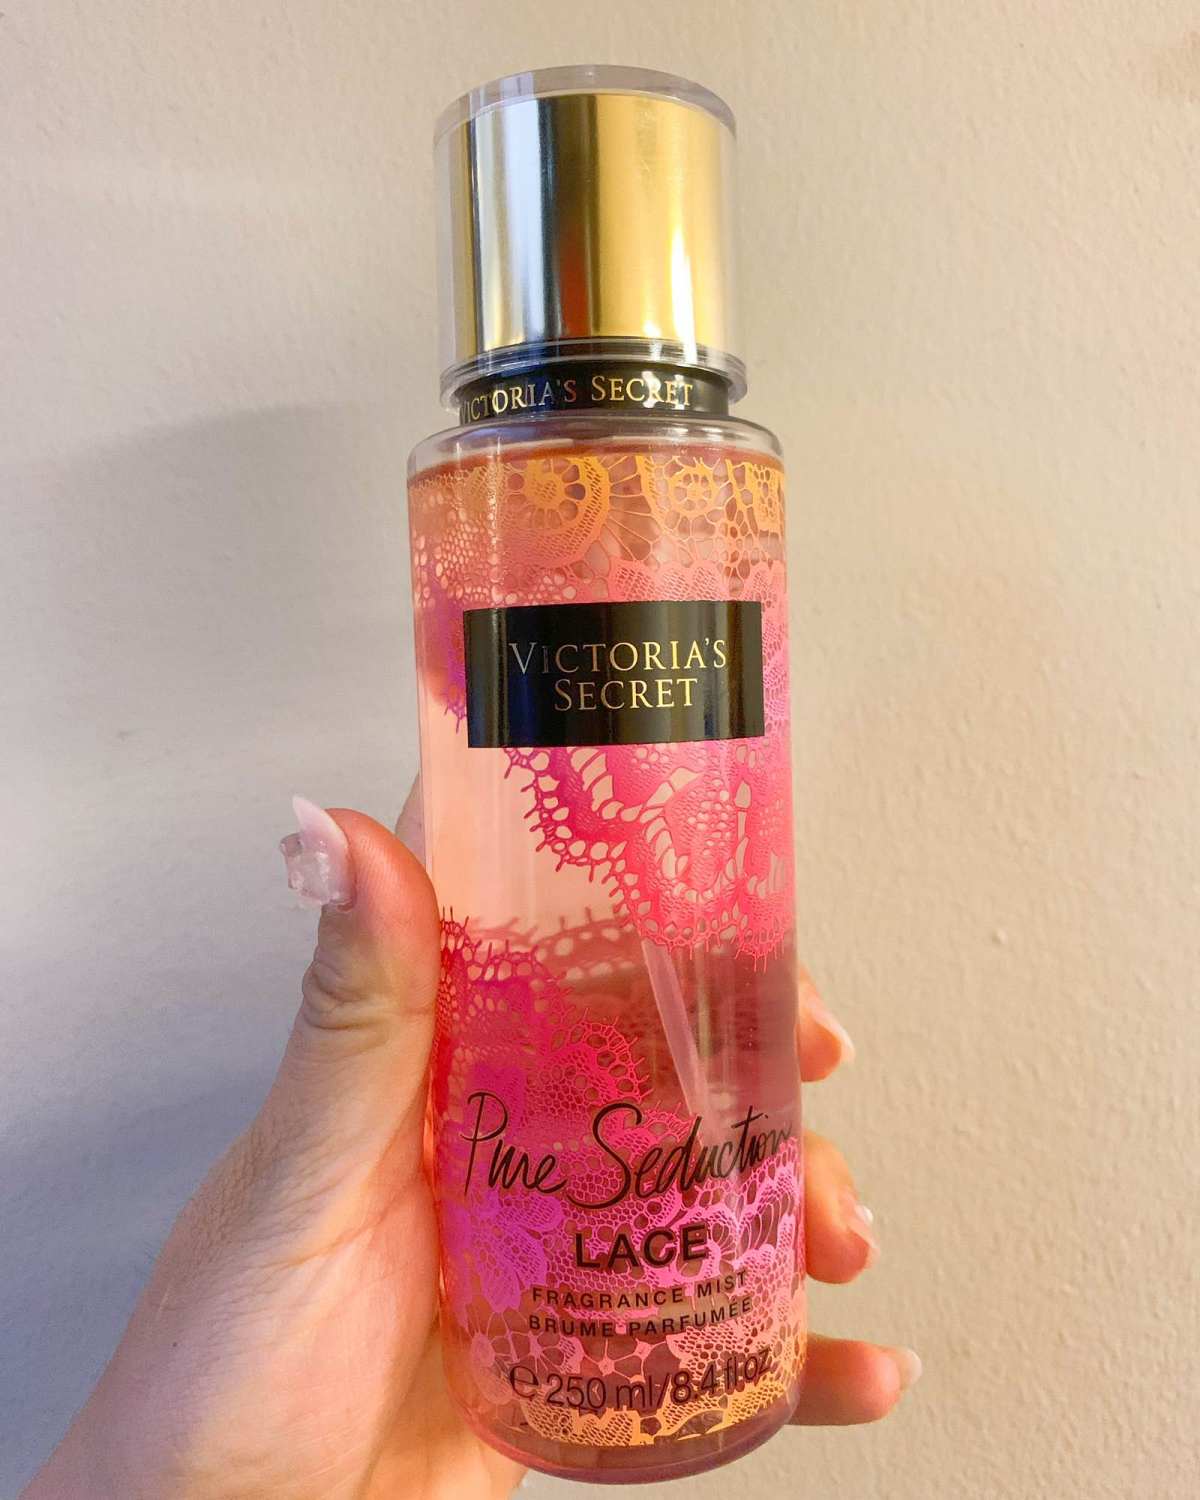 VICTORIA'S SECRET
VICTORIA'S
SECRET
Pure Seduction
LACE
FRAGRANCE MIST
BRUME PARFUMÉE
℮ 250 ml/8.4 fl oz